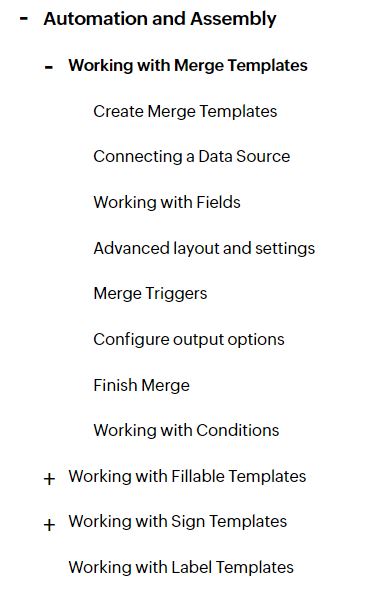 - Automation and Assembly
- Working with Merge Templates
Create Merge Templates
Connecting a Data Source
Working with Fields
Advanced layout and settings
Merge Triggers
Configure output options
Finish Merge
Working with Conditions
+ Working with Fillable Templates
+ Working with Sign Templates
Working with Label Templates